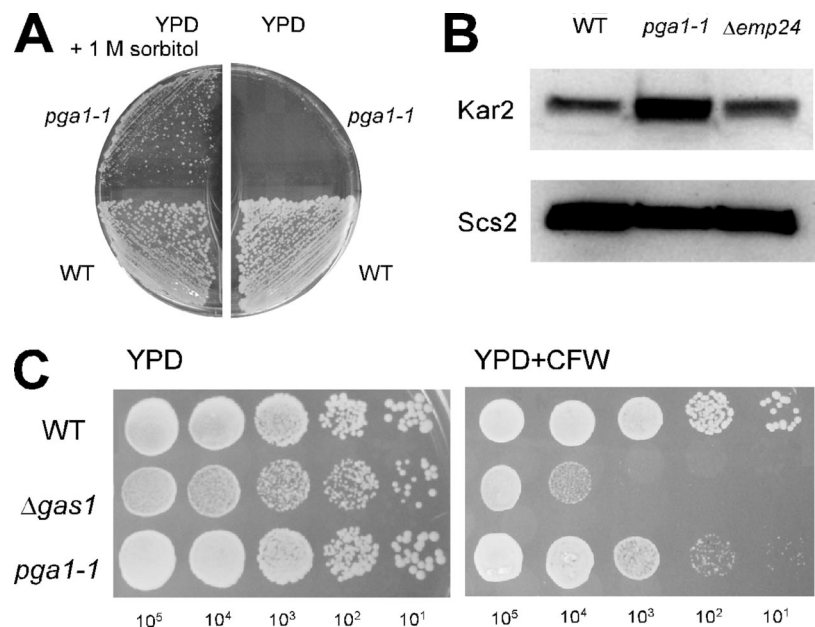 A
YPD
+ 1 M sorbitol
YPD
pga1-1
pga1-1
WT
WT
B
WT pga1-1 Δemp24
Kar2
Scs2
C
YPD
YPD+CFW
WT
Δgas1
pga1-1
10⁵ 10⁴ 10³ 10² 10¹
10⁵ 10⁴ 10³ 10² 10¹